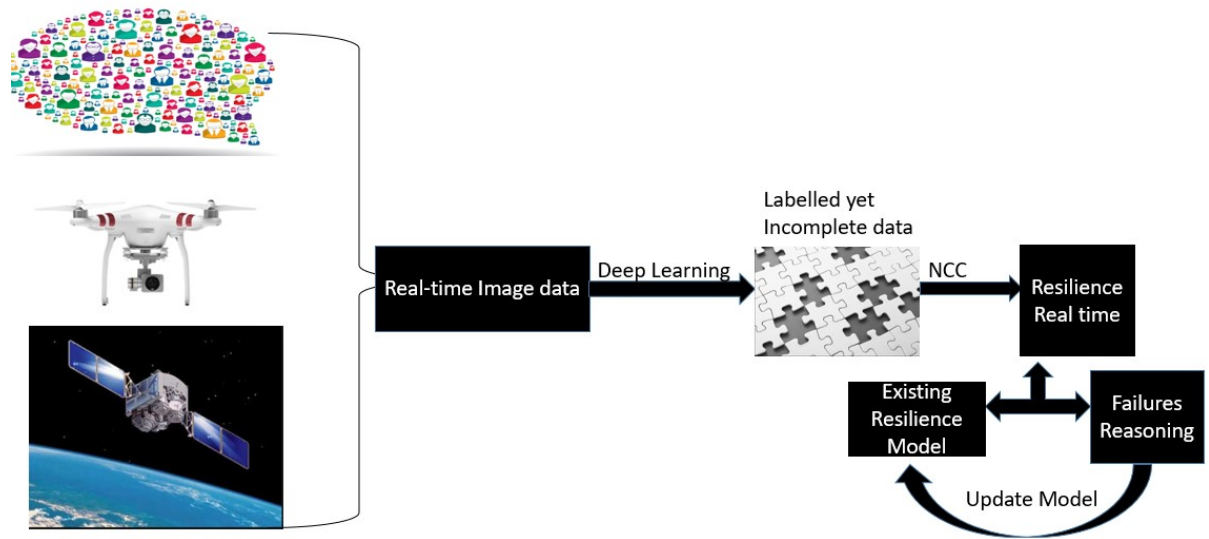 Real-time Image data
Deep Learning
Labelled yet
Incomplete data
NCC
Resilience
Real time
Existing
Resilience
Model
Failures
Reasoning
Update Model